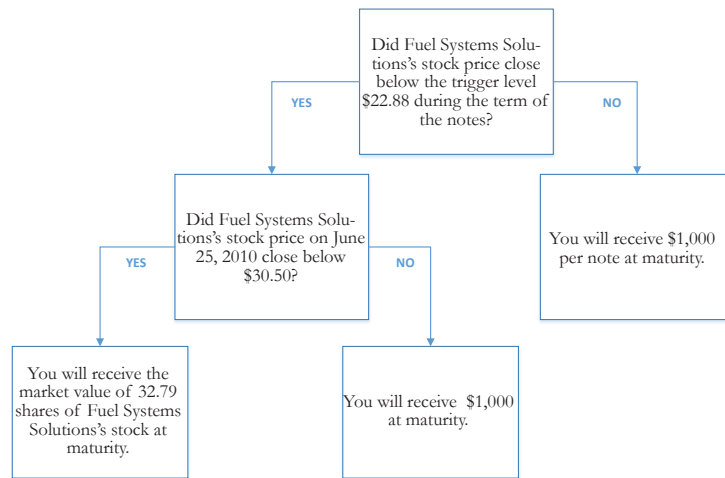 Did Fuel Systems Solu-
tions's stock price close
below the trigger level
$22.88 during the term of
the notes?
YES
NO
Did Fuel Systems Solu-
tions's stock price on June
25, 2010 close below
$30.50?
You will receive $1,000
per note at maturity.
YES
NO
You will receive the
market value of 32.79
shares of Fuel Systems
Solutions's stock at
maturity.
You will receive $1,000
at maturity.